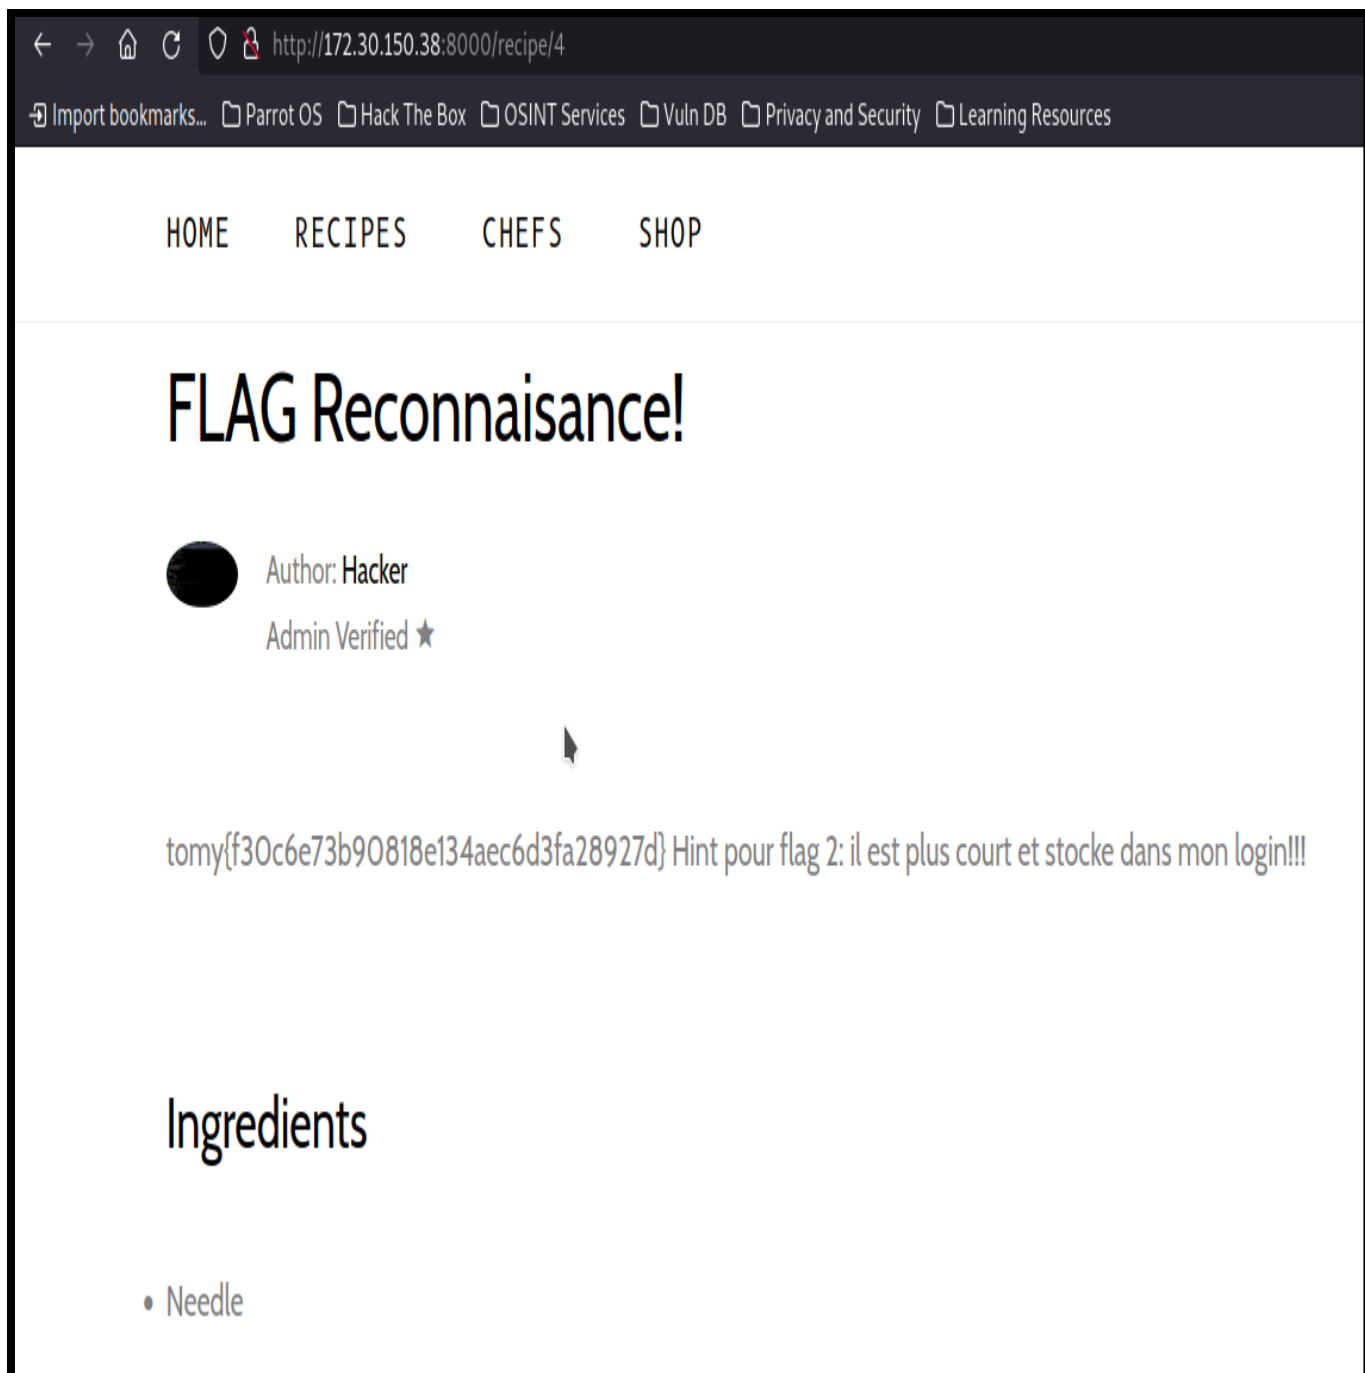 http://172.30.150.38:8000/recipe/4
Import bookmarks... Parrot OS Hack The Box OSINT Services Vuln DB Privacy and Security Learning Resources
HOME RECIPES CHEFS SHOP
FLAG Reconnaisance!
Author: Hacker
Admin Verified ★
tomy{f30c6e73b90818e134aec6d3fa28927d} Hint pour flag 2: il est plus court et stocke dans mon login!!!
Ingredients
• Needle